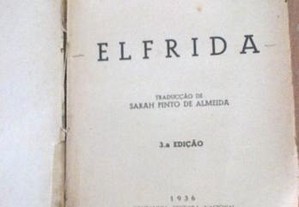 ELFRIDA
TRADUCÇÃO DE
SARAH PINTO DE ALMEIDA
3.a EDIÇÃO
1936